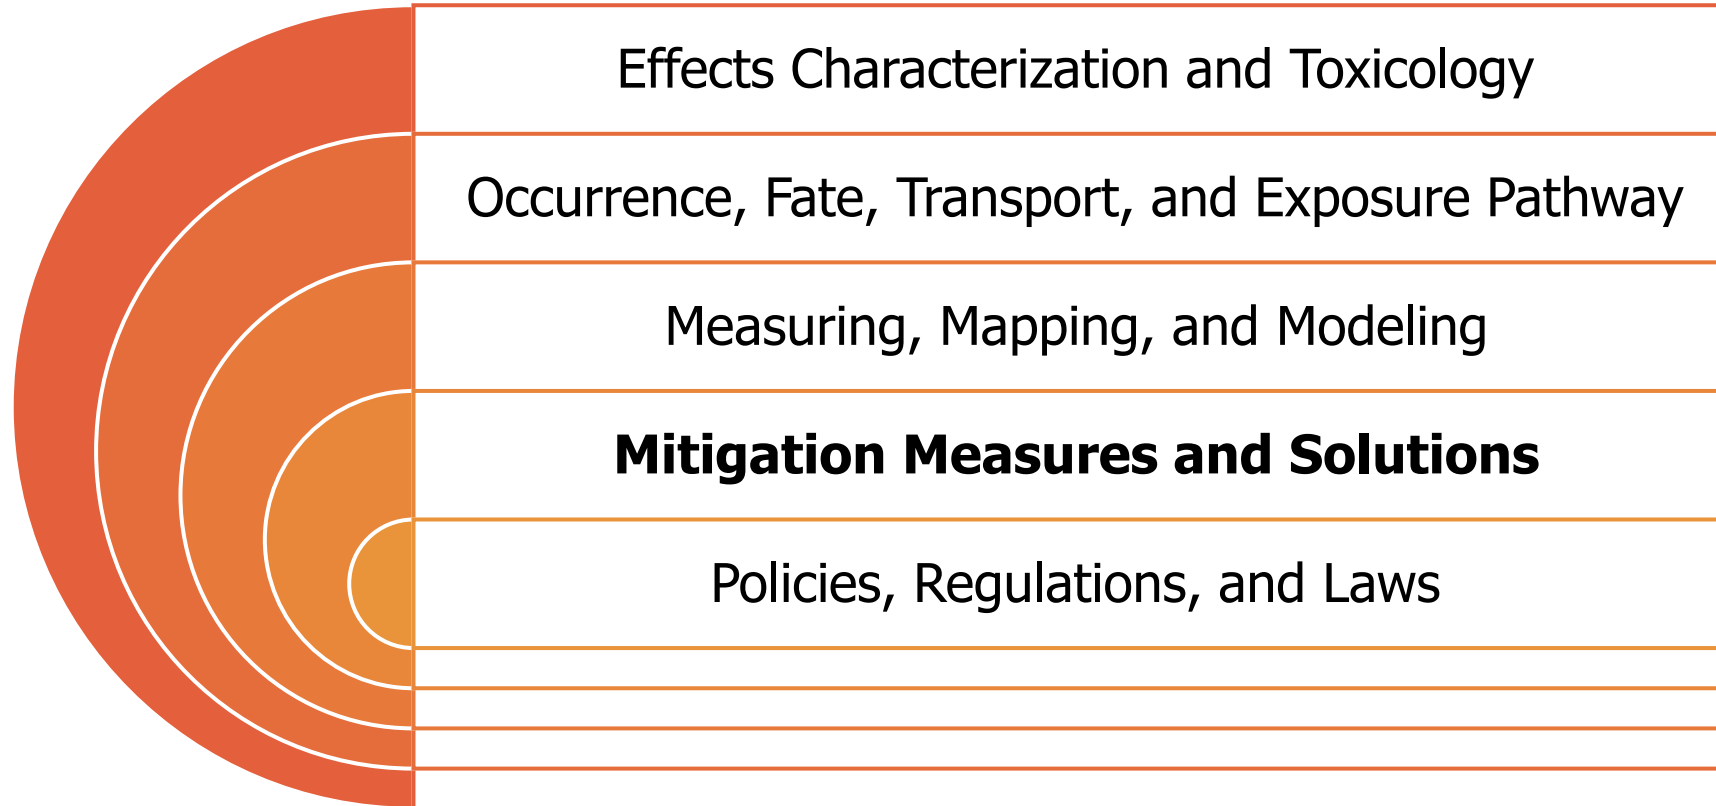 Effects Characterization and Toxicology
Occurrence, Fate, Transport, and Exposure Pathway
Measuring, Mapping, and Modeling
Mitigation Measures and Solutions
Policies, Regulations, and Laws